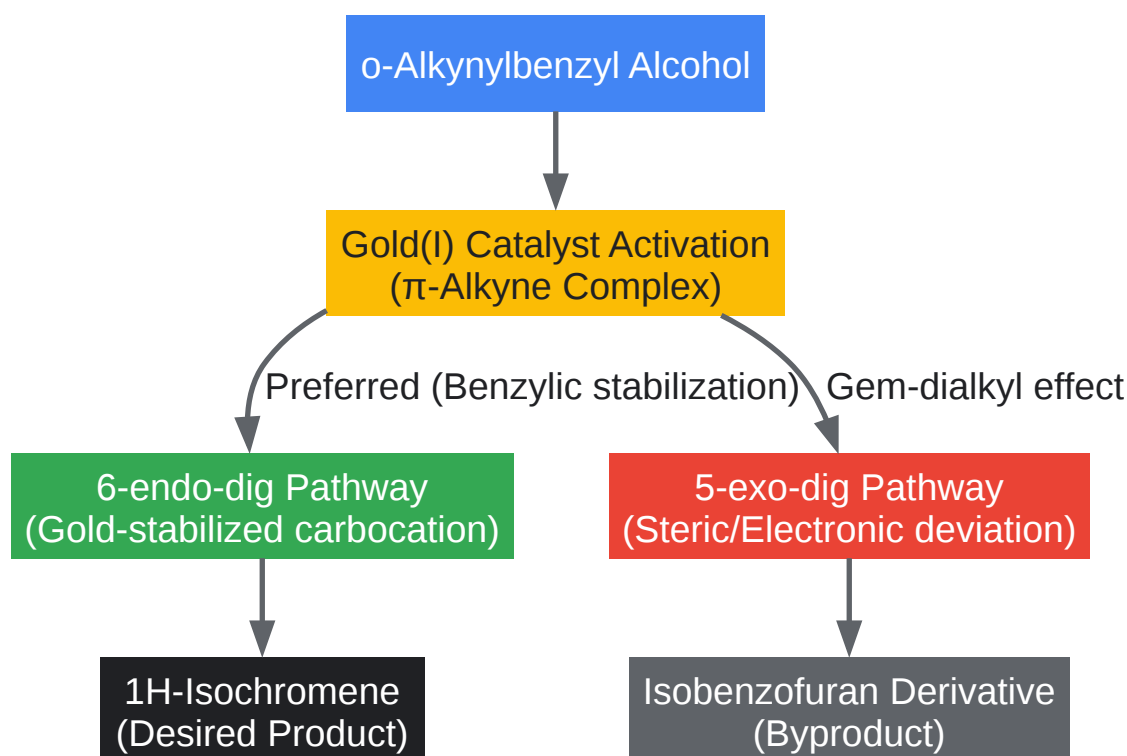 o-Alkynylbenzyl Alcohol
Gold(I) Catalyst Activation
(π-Alkyne Complex)
Preferred (Benzylic stabilization)
Gem-dialkyl effect
6-endo-dig Pathway
(Gold-stabilized carbocation)
5-exo-dig Pathway
(Steric/Electronic deviation)
1H-Isochromene
(Desired Product)
Isobenzofuran Derivative
(Byproduct)